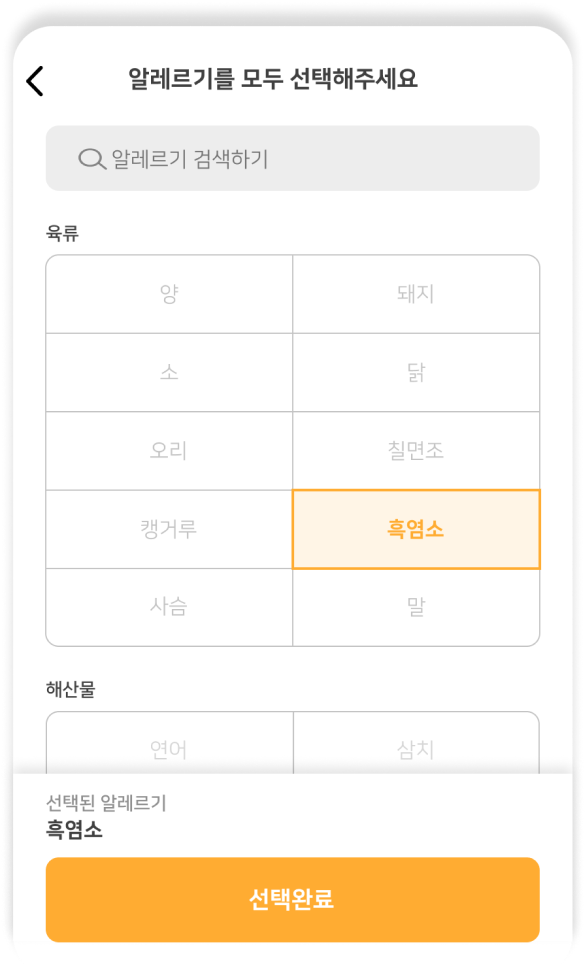 알레르기를 모두 선택해주세요
알레르기 검색하기
육류
양 돼지
소 닭
오리 칠면조
캥거루 흑염소
사슴 말
해산물
연어 삼치
선택된 알레르기
흑염소
선택완료